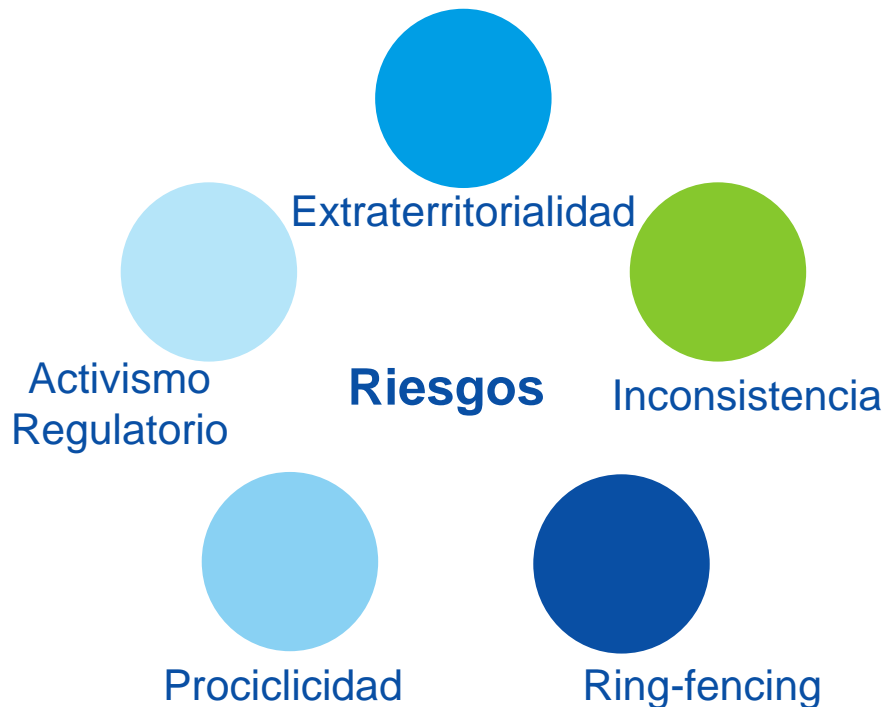 Extraterritorialidad
Activismo
Regulatorio
Riesgos
Inconsistencia
Prociclicidad
Ring-fencing